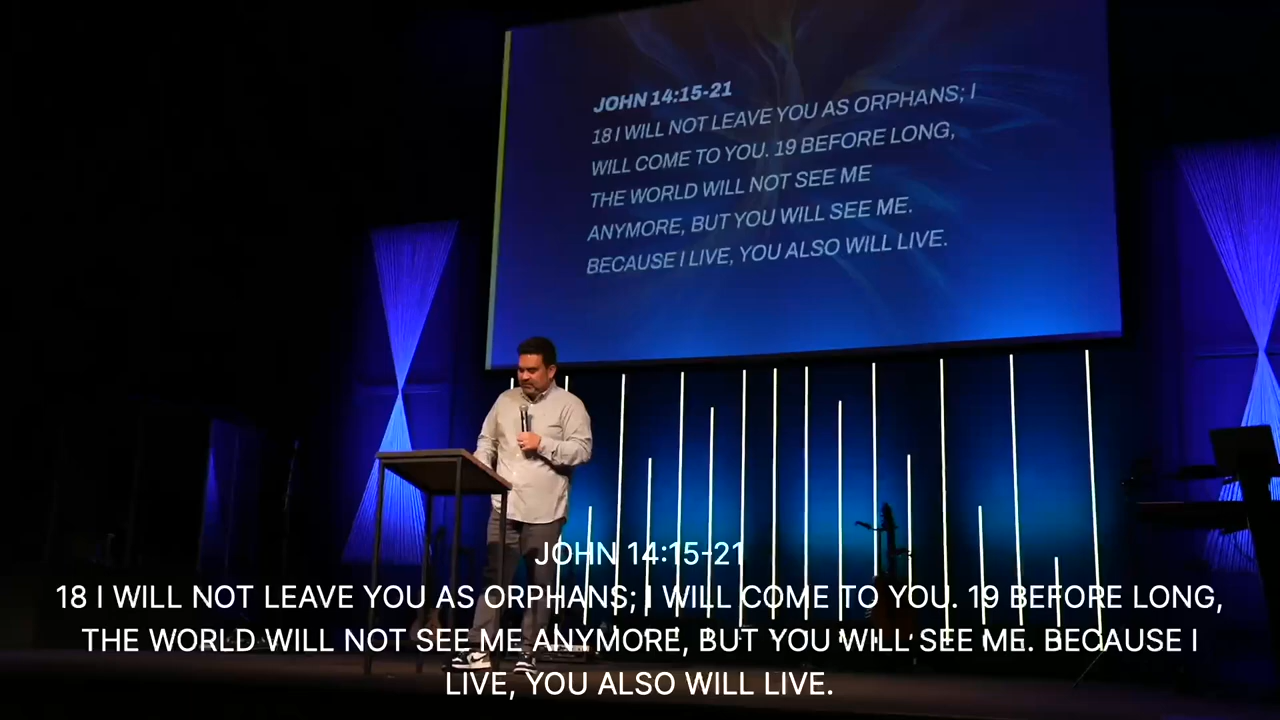 JOHN 14:15-21
18 I WILL NOT LEAVE YOU AS ORPHANS; I
WILL COME TO YOU. 19 BEFORE LONG,
THE WORLD WILL NOT SEE ME
ANYMORE, BUT YOU WILL SEE ME.
BECAUSE I LIVE, YOU ALSO WILL LIVE.
JOHN 14:15-21
18 I WILL NOT LEAVE YOU AS ORPHANS; I WILL COME TO YOU. 19 BEFORE LONG,
THE WORLD WILL NOT SEE ME ANYMORE, BUT YOU WILL SEE ME. BECAUSE I
LIVE, YOU ALSO WILL LIVE.